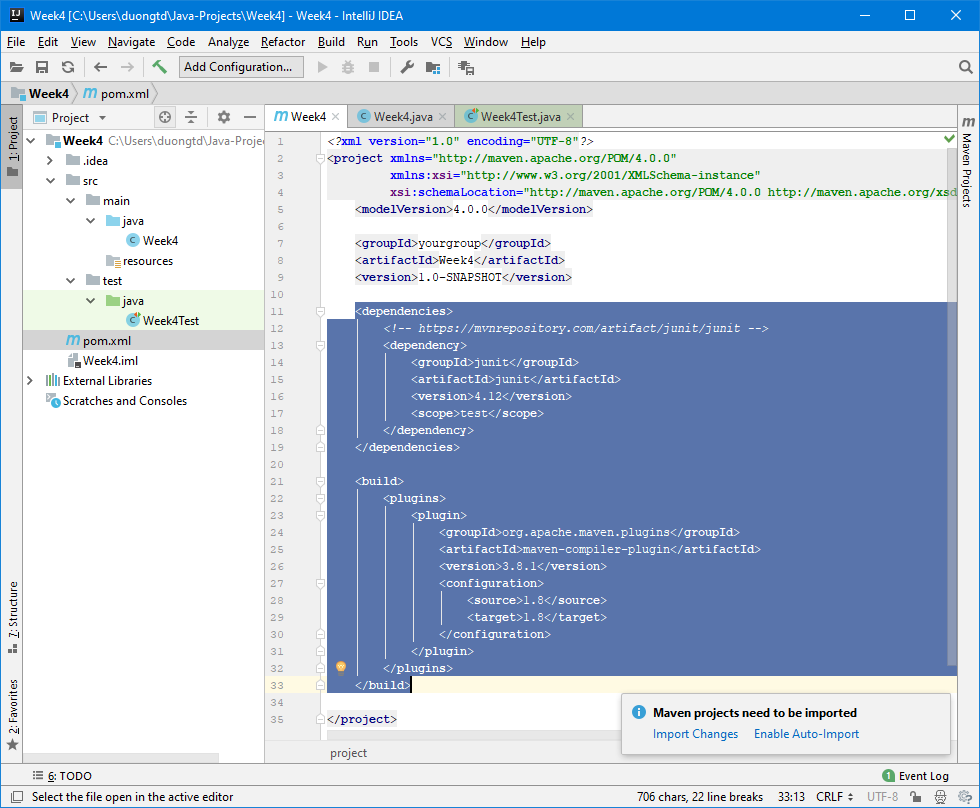 Week4 [C:\Users\duongtd\Java-Projects\Week4] - Week4 - IntelliJ IDEA
File Edit View Navigate Code Analyze Refactor Build Run Tools VCS Window Help
Add Configuration...
Week4 pom.xml
1: Project
Project
Week4 C:\Users\duongtd\Java-Projec
.idea
src
main
java
Week4
resources
test
java
Week4Test
pom.xml
Week4.iml
External Libraries
Scratches and Consoles
7: Structure
2: Favorites
Week4 Week4.java Week4Test.java
1 <?xml version="1.0" encoding="UTF-8"?>
2 <project xmlns="http://maven.apache.org/POM/4.0.0"
3 xmlns:xsi="http://www.w3.org/2001/XMLSchema-instance"
4 xsi:schemaLocation="http://maven.apache.org/POM/4.0.0 http://maven.apache.org/xsd
5 <modelVersion>4.0.0</modelVersion>
6
7 <groupId>yourgroup</groupId>
8 <artifactId>Week4</artifactId>
9 <version>1.0-SNAPSHOT</version>
10
11 <dependencies>
12 <!-- https://mvnrepository.com/artifact/junit/junit -->
13 <dependency>
14 <groupId>junit</groupId>
15 <artifactId>junit</artifactId>
16 <version>4.12</version>
17 <scope>test</scope>
18 </dependency>
19 </dependencies>
20
21 <build>
22 <plugins>
23 <plugin>
24 <groupId>org.apache.maven.plugins</groupId>
25 <artifactId>maven-compiler-plugin</artifactId>
26 <version>3.8.1</version>
27 <configuration>
28 <source>1.8</source>
29 <target>1.8</target>
30 </configuration>
31 </plugin>
32 </plugins>
33 </build>
34
35 </project>
project
Maven Projects
Maven projects need to be imported
Import Changes Enable Auto-Import
6: TODO
1 Event Log
Select the file open in the active editor 706 chars, 22 line breaks 33:13 CRLF UTF-8